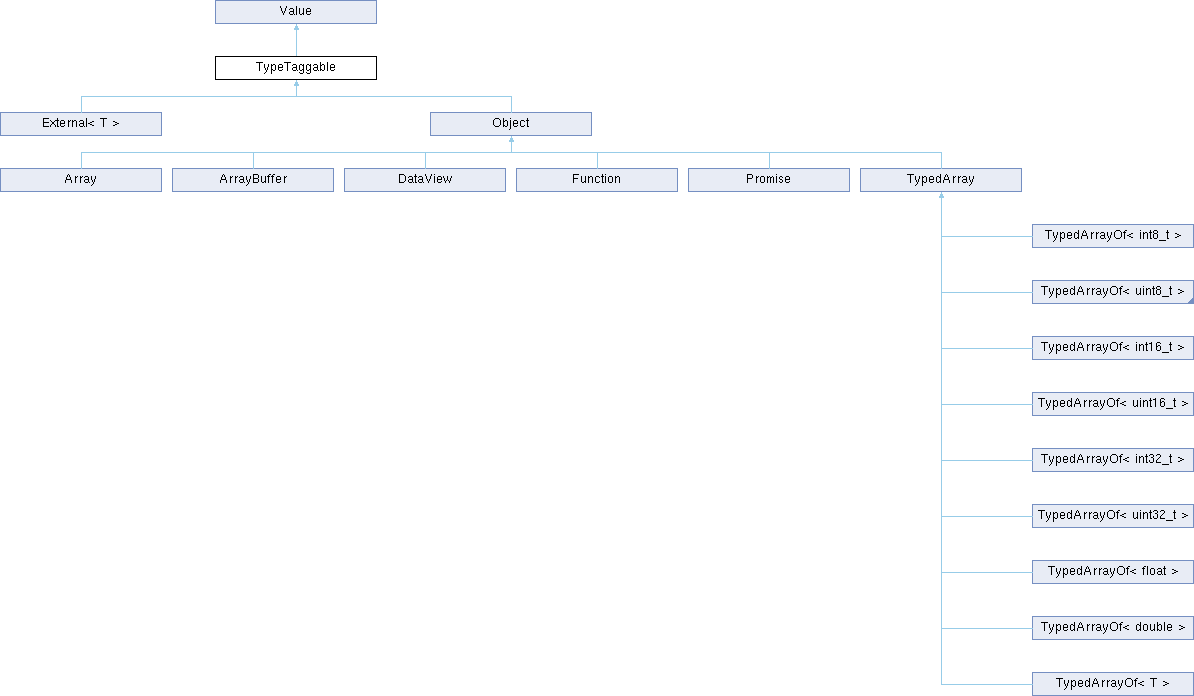 Value
TypeTaggable
External< T >
Object
Array
ArrayBuffer
DataView
Function
Promise
TypedArray
TypedArrayOf< int8_t >
TypedArrayOf< uint8_t >
TypedArrayOf< int16_t >
TypedArrayOf< uint16_t >
TypedArrayOf< int32_t >
TypedArrayOf< uint32_t >
TypedArrayOf< float >
TypedArrayOf< double >
TypedArrayOf< T >